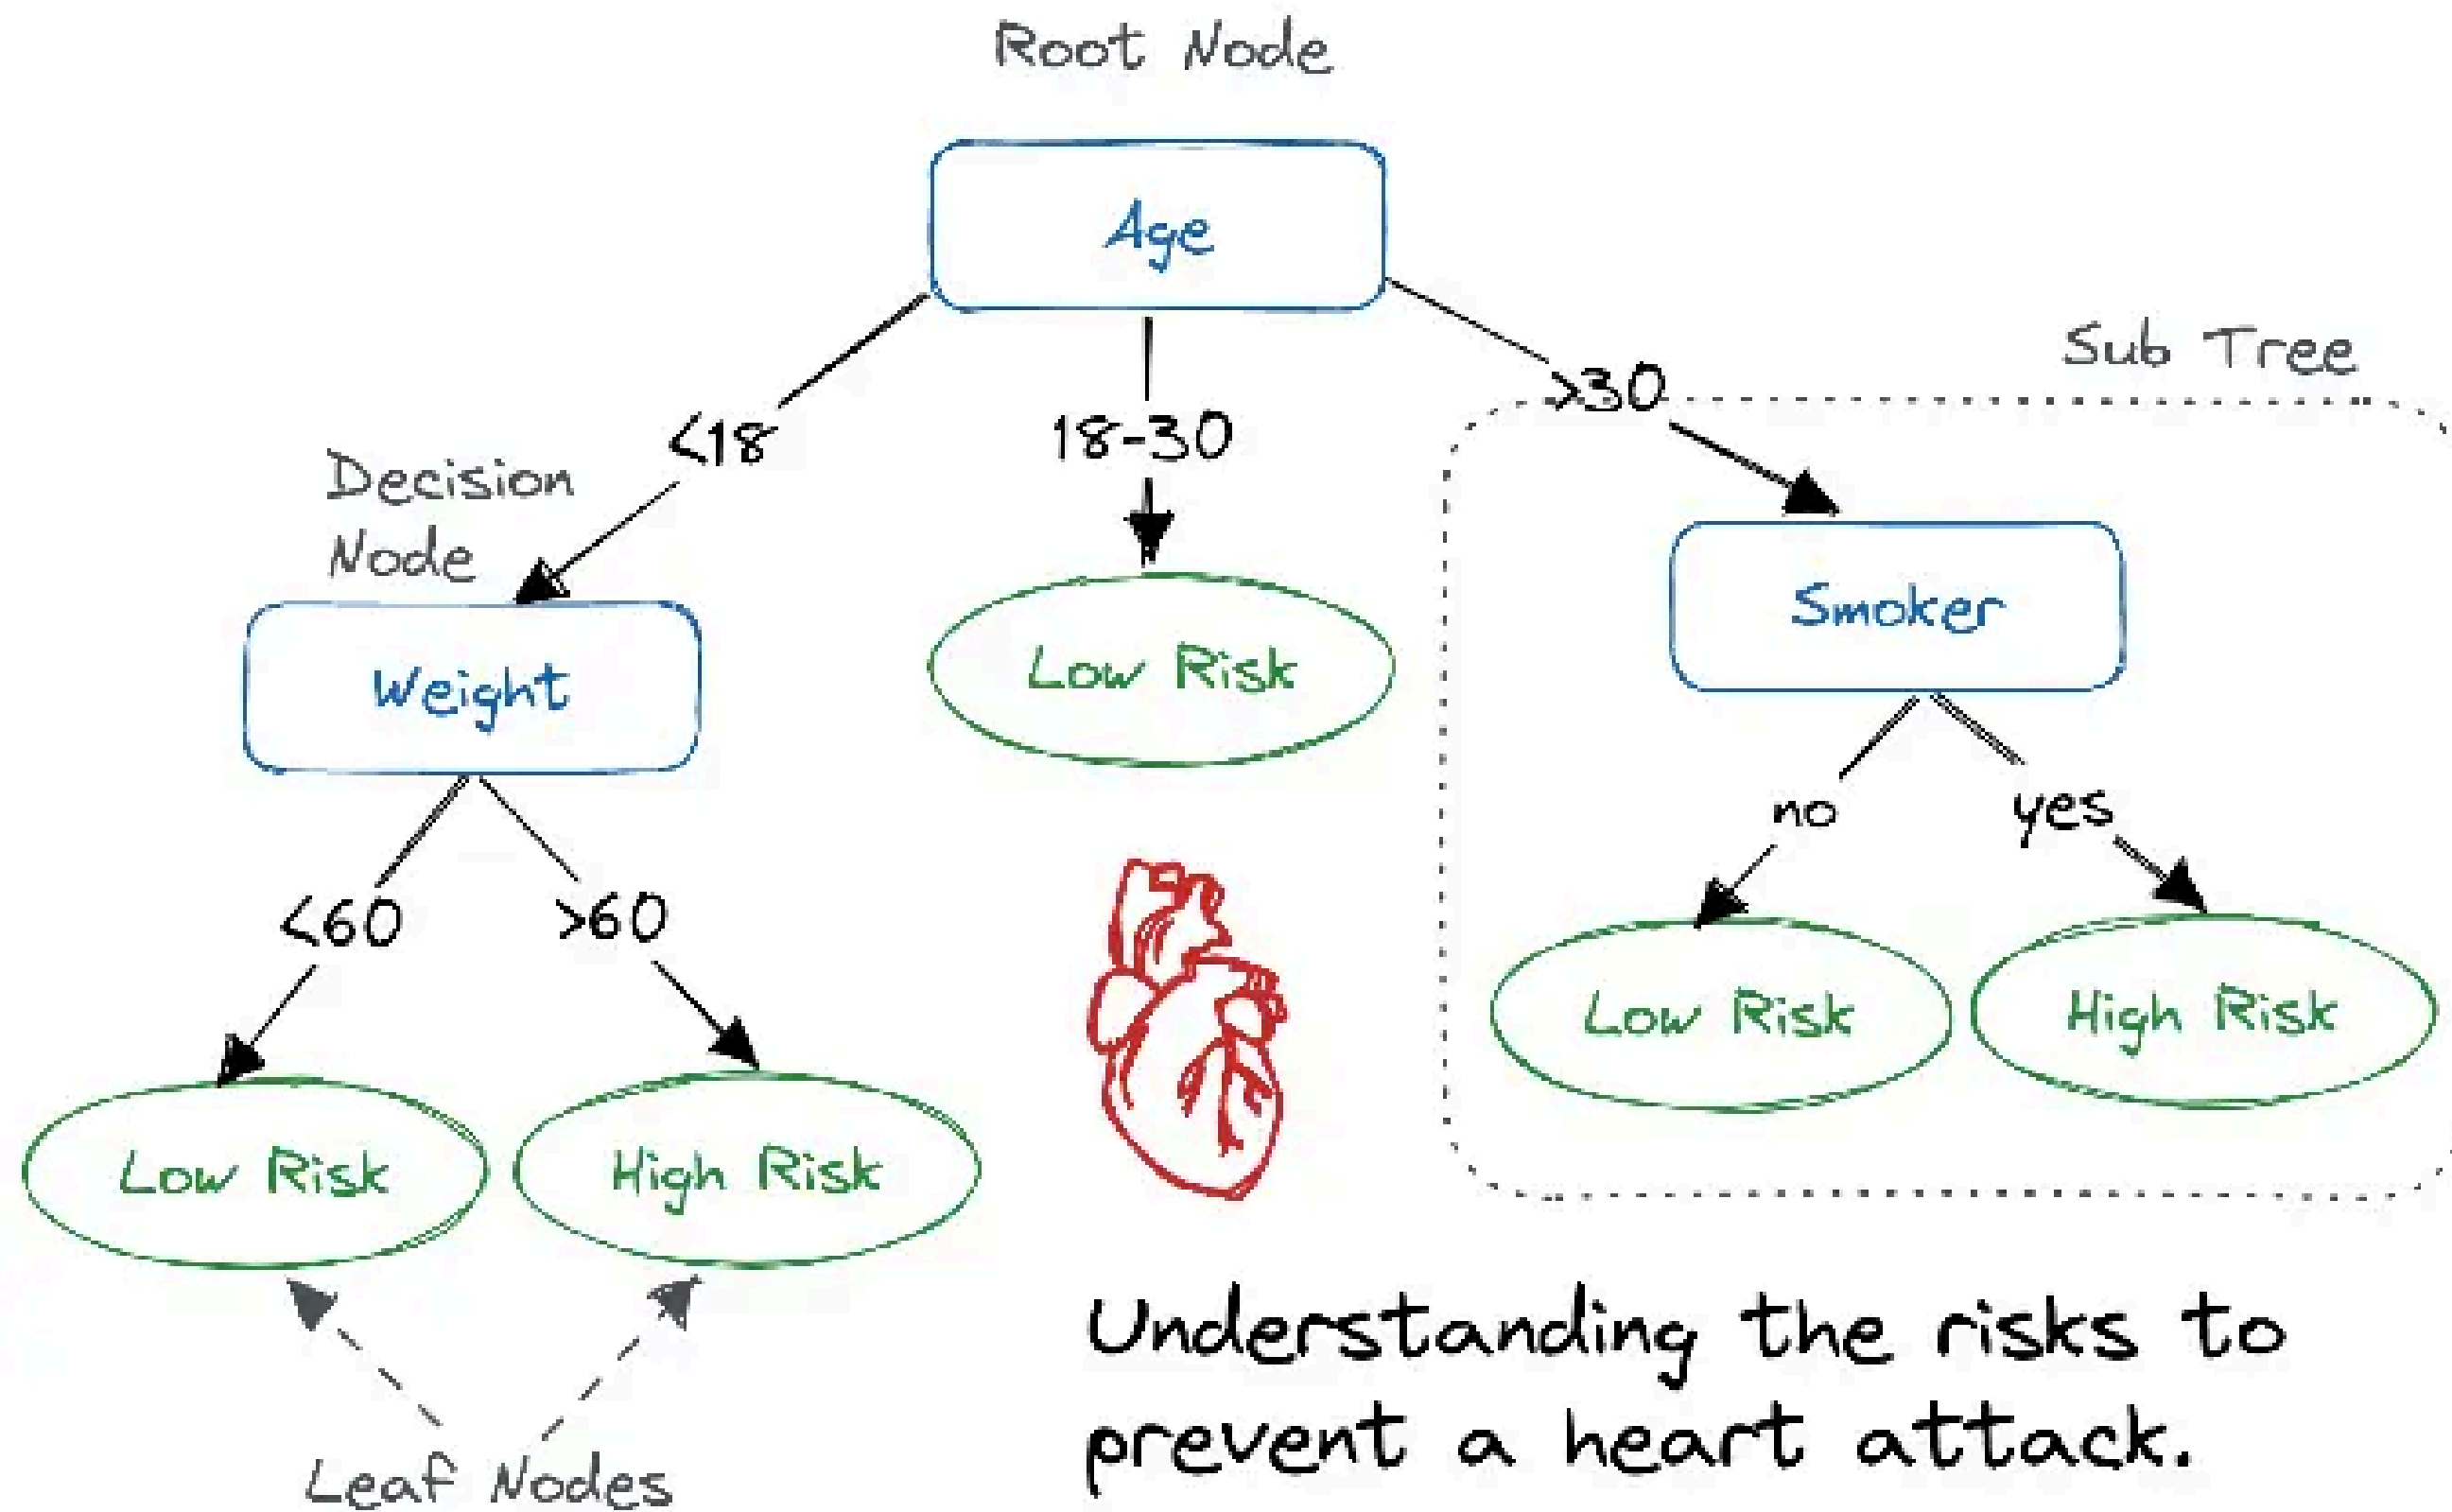 Root Node
Age
Sub Tree
>30
<18
18-30
Decision
Node
Smoker
Low Risk
Weight
no
yes
<60
>60
Low Risk
High Risk
Low Risk
High Risk
Understanding the risks to
prevent a heart attack.
Leaf Nodes